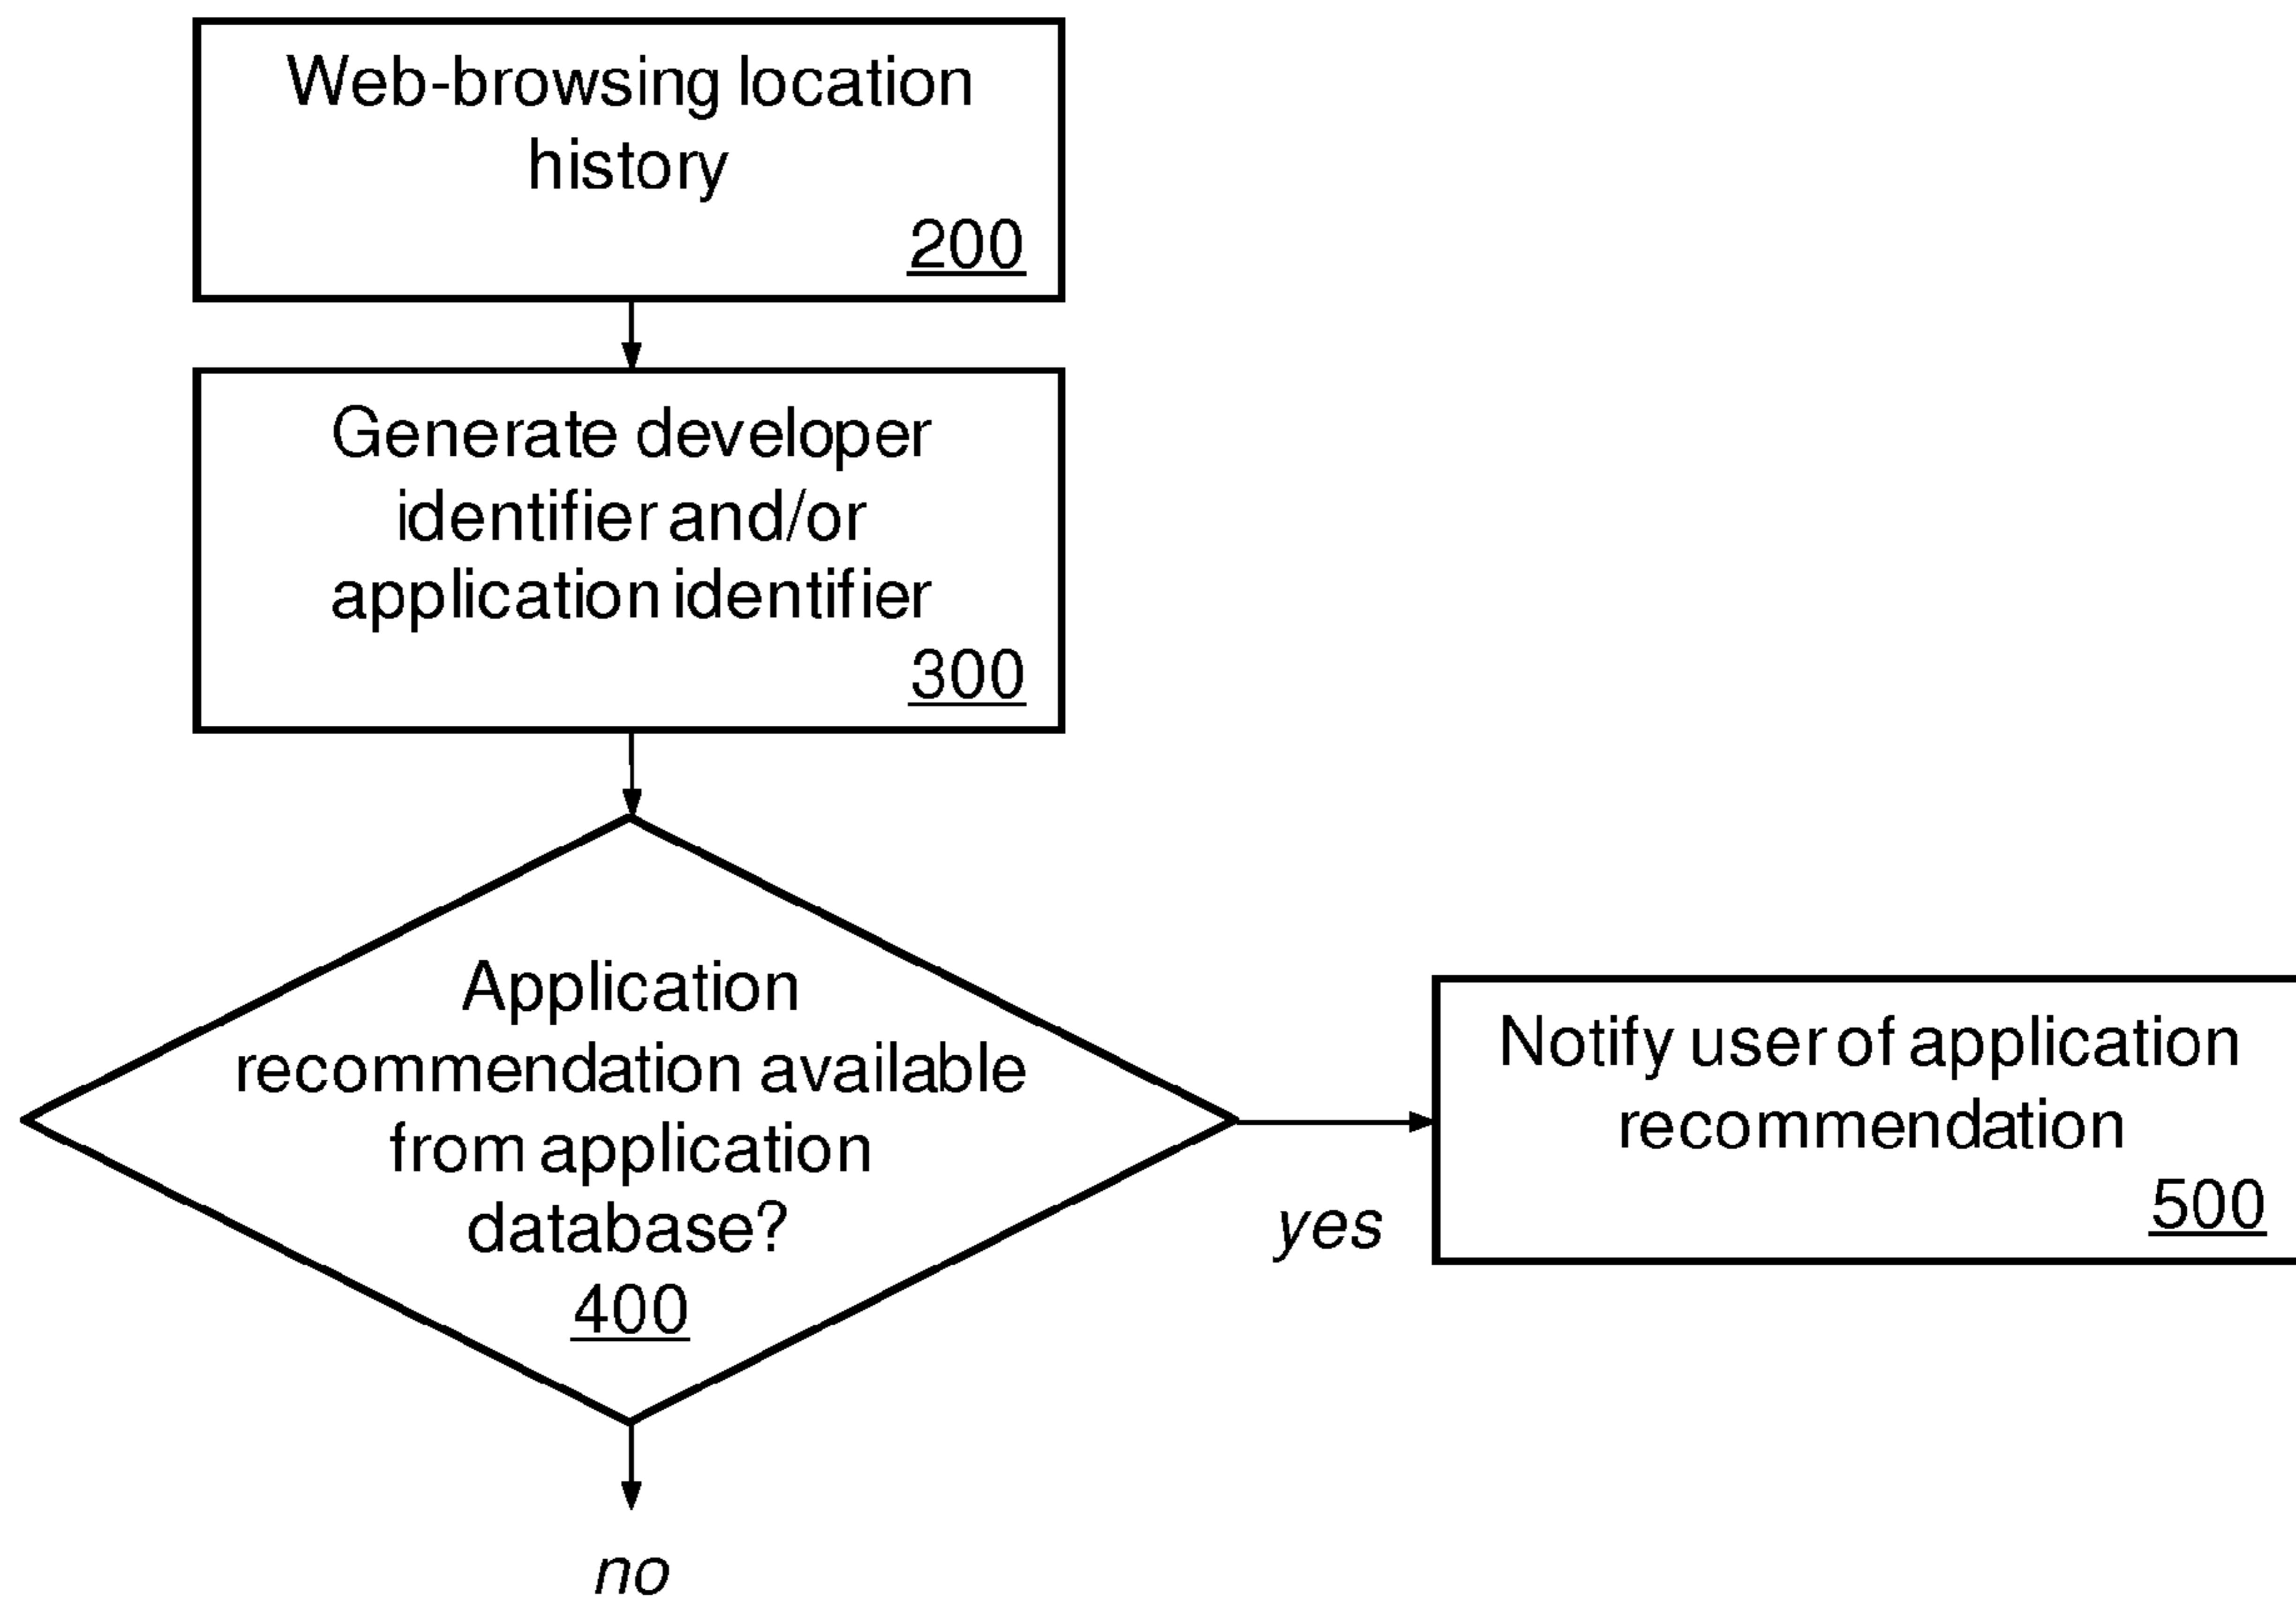 Web-browsing location
history
200
Generate developer
identifier and/or
application identifier
300
Application
recommendation available
from application
database?
400
yes
Notify user of application
recommendation
500
no